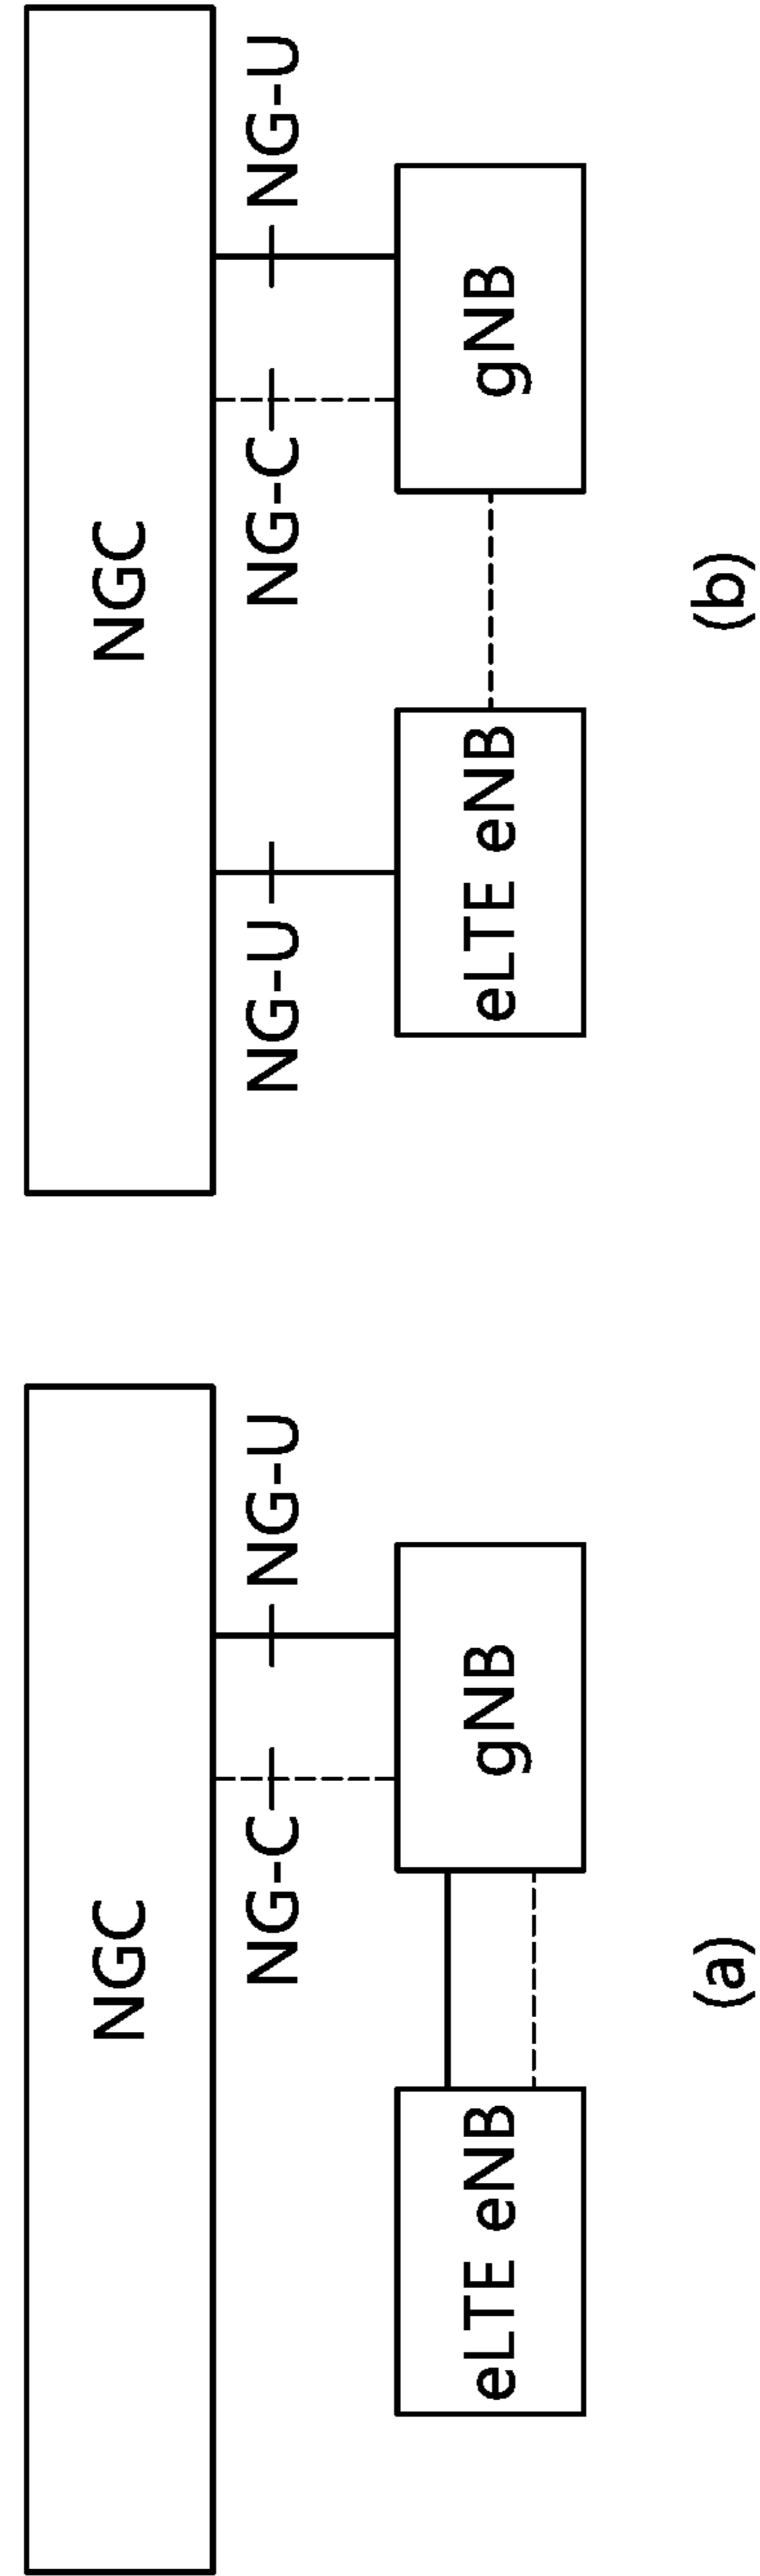 NGC
NG-C
NG-U
eLTE eNB
gNB
(a)
NGC
NG-U
NG-C
NG-U
eLTE eNB
gNB
(b)